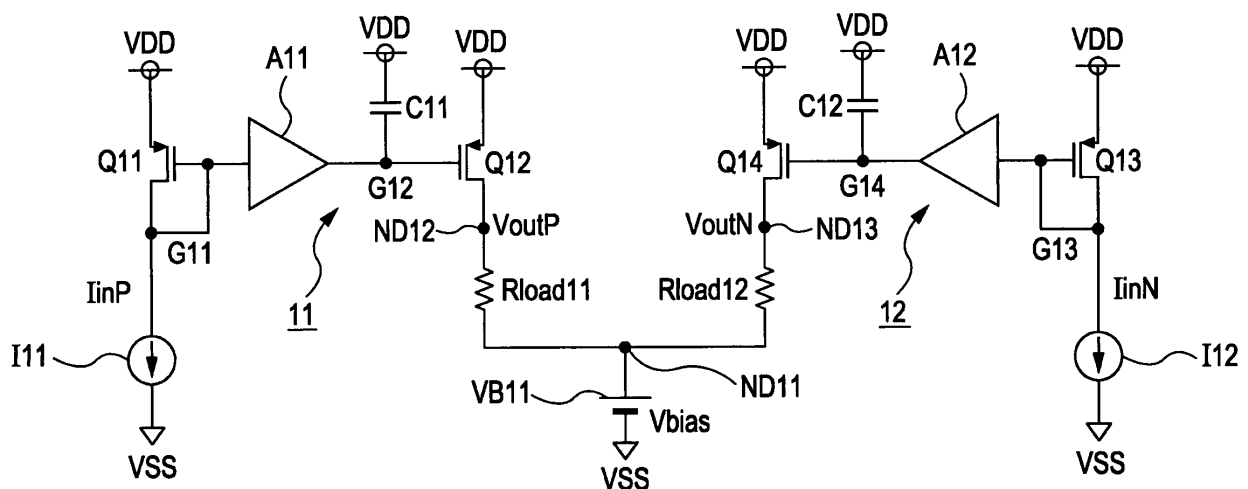 VDD
A11
VDD
VDD
C11
Q11
G12
Q12
G11
ND12
VoutP
IinP
11
Rload11
I11
VSS
VDD
VDD
A12
VDD
C12
Q14
G14
Q13
VoutN
ND13
G13
Rload12
12
IinN
I12
VSS
ND11
VB11
Vbias
VSS